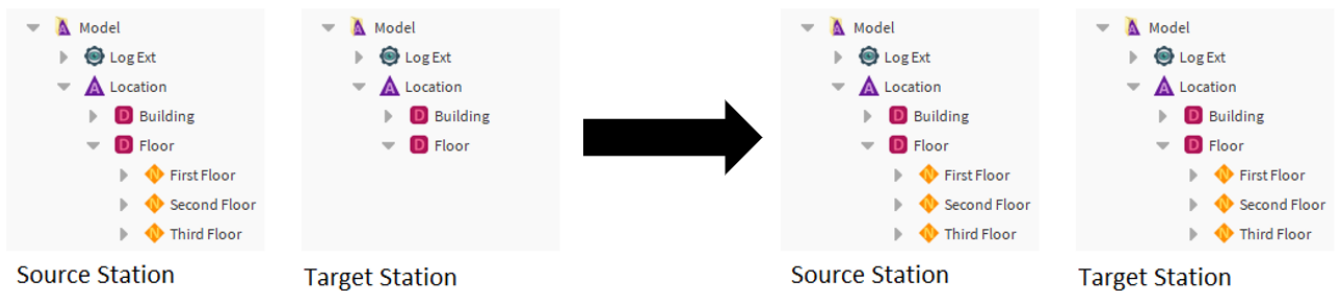 Model
Log Ext
A Location
D Building
D Floor
N First Floor
N Second Floor
N Third Floor
Source Station
Model
Log Ext
A Location
D Building
D Floor
Target Station
Model
Log Ext
A Location
D Building
D Floor
N First Floor
N Second Floor
N Third Floor
Source Station
Model
Log Ext
A Location
D Building
D Floor
N First Floor
N Second Floor
N Third Floor
Target Station